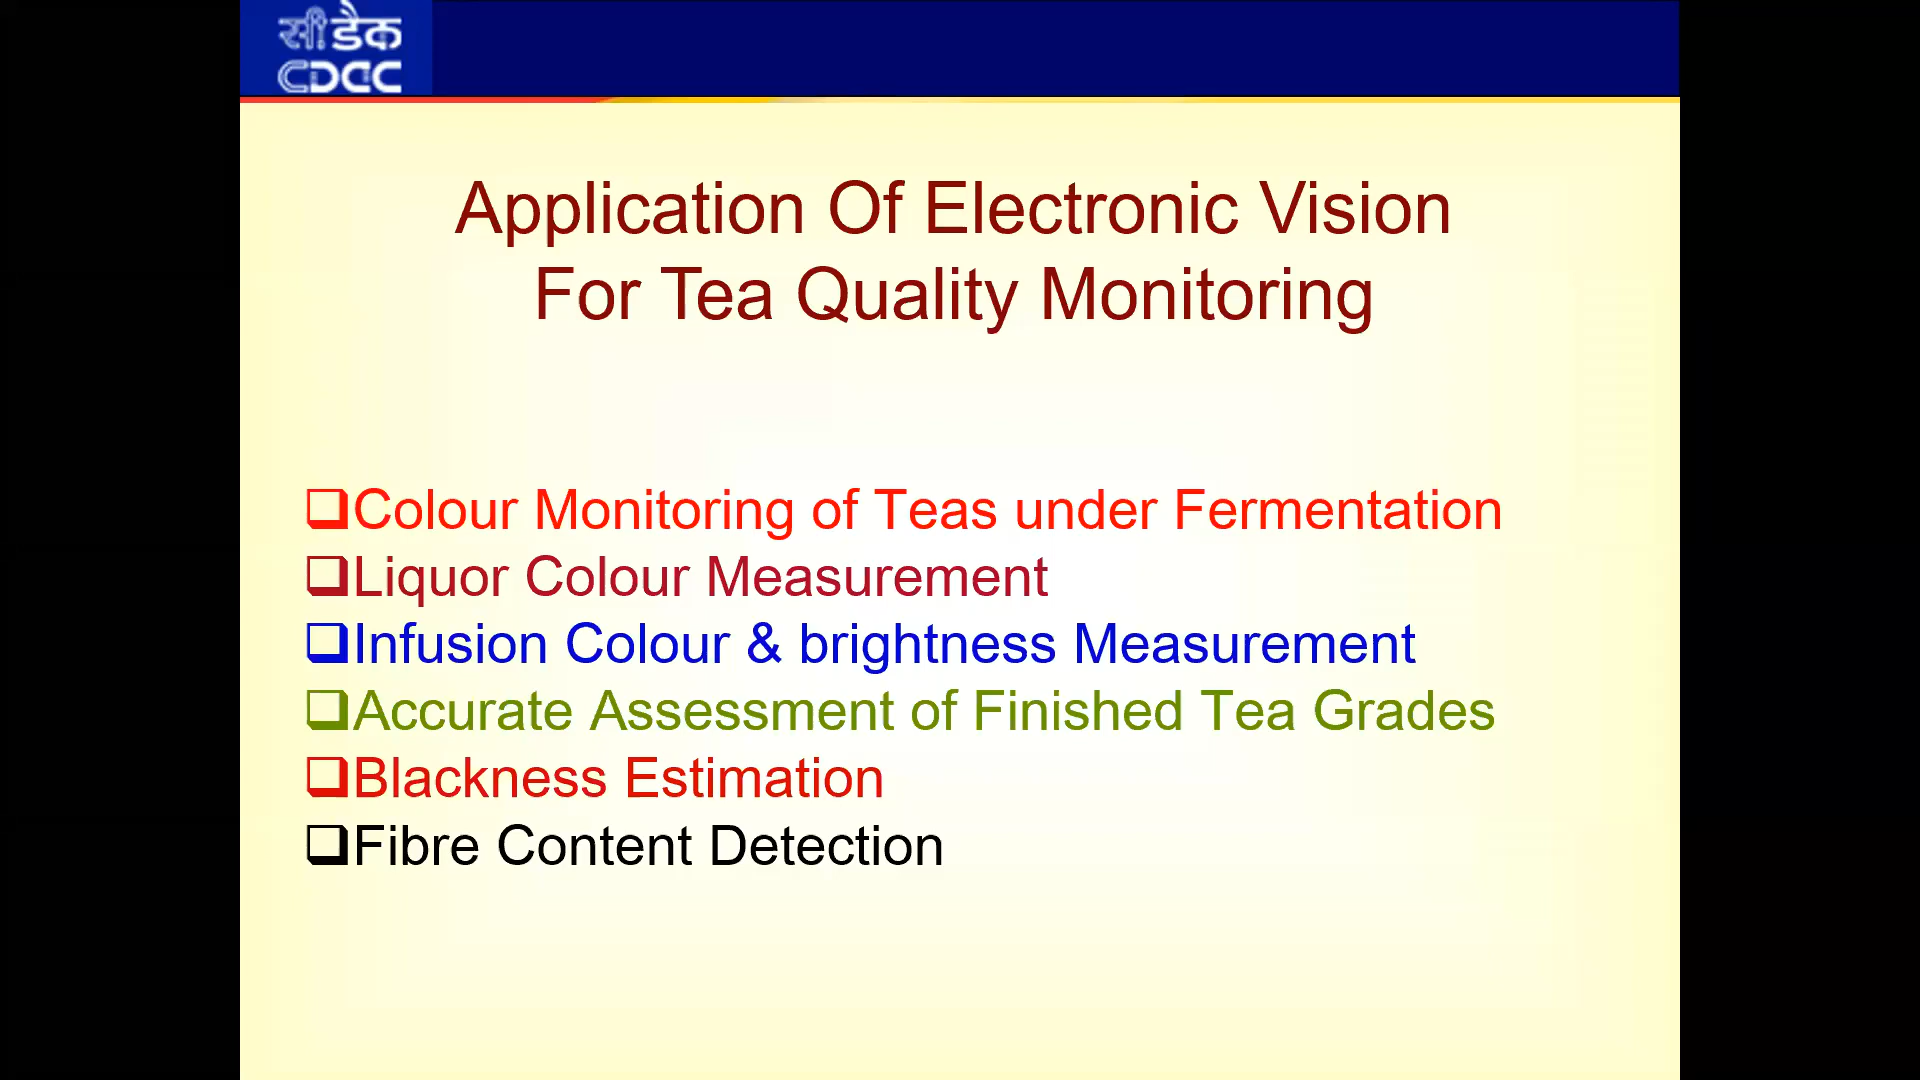 सीडैक
CDAC
Application Of Electronic Vision
For Tea Quality Monitoring
Colour Monitoring of Teas under Fermentation
Liquor Colour Measurement
Infusion Colour & brightness Measurement
Accurate Assessment of Finished Tea Grades
Blackness Estimation
Fibre Content Detection